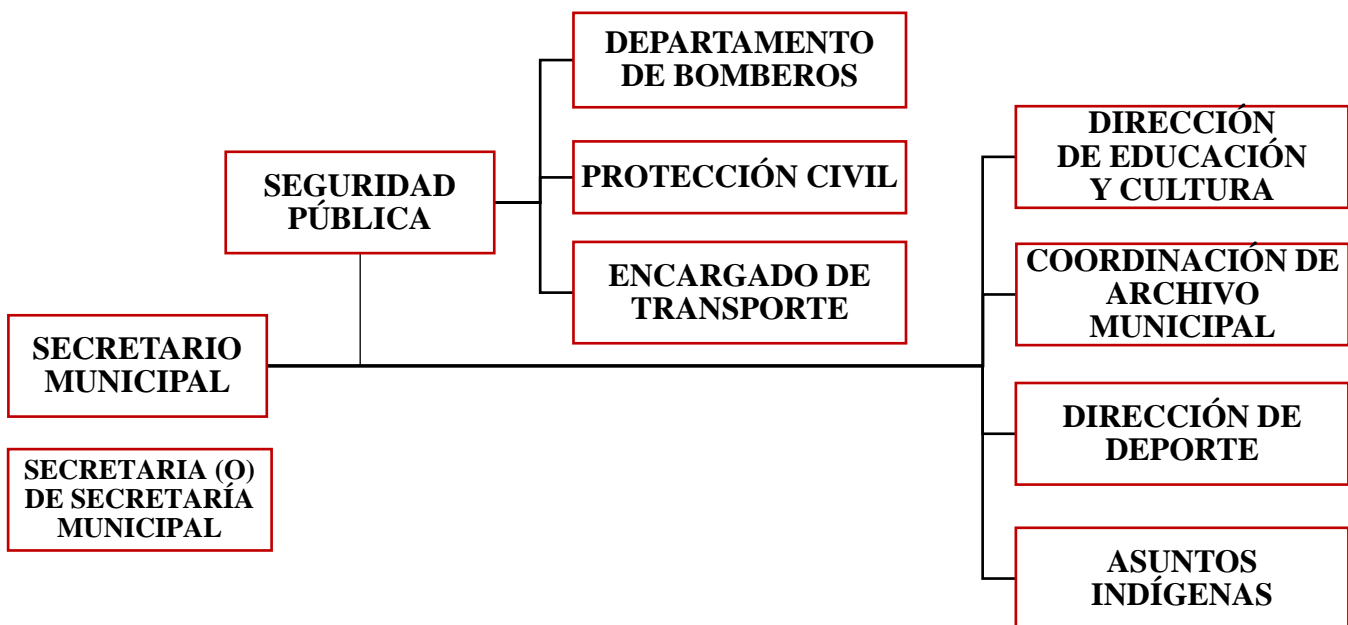 DEPARTAMENTO
DE BOMBEROS
PROTECCIÓN CIVIL
ENCARGADO DE
TRANSPORTE
SEGURIDAD
PÚBLICA
SECRETARIO
MUNICIPAL
SECRETARIA (O)
DE SECRETARÍA
MUNICIPAL
DIRECCIÓN
DE EDUCACIÓN
Y CULTURA
COORDINACIÓN DE
ARCHIVO
MUNICIPAL
DIRECCIÓN DE
DEPORTE
ASUNTOS
INDÍGENAS